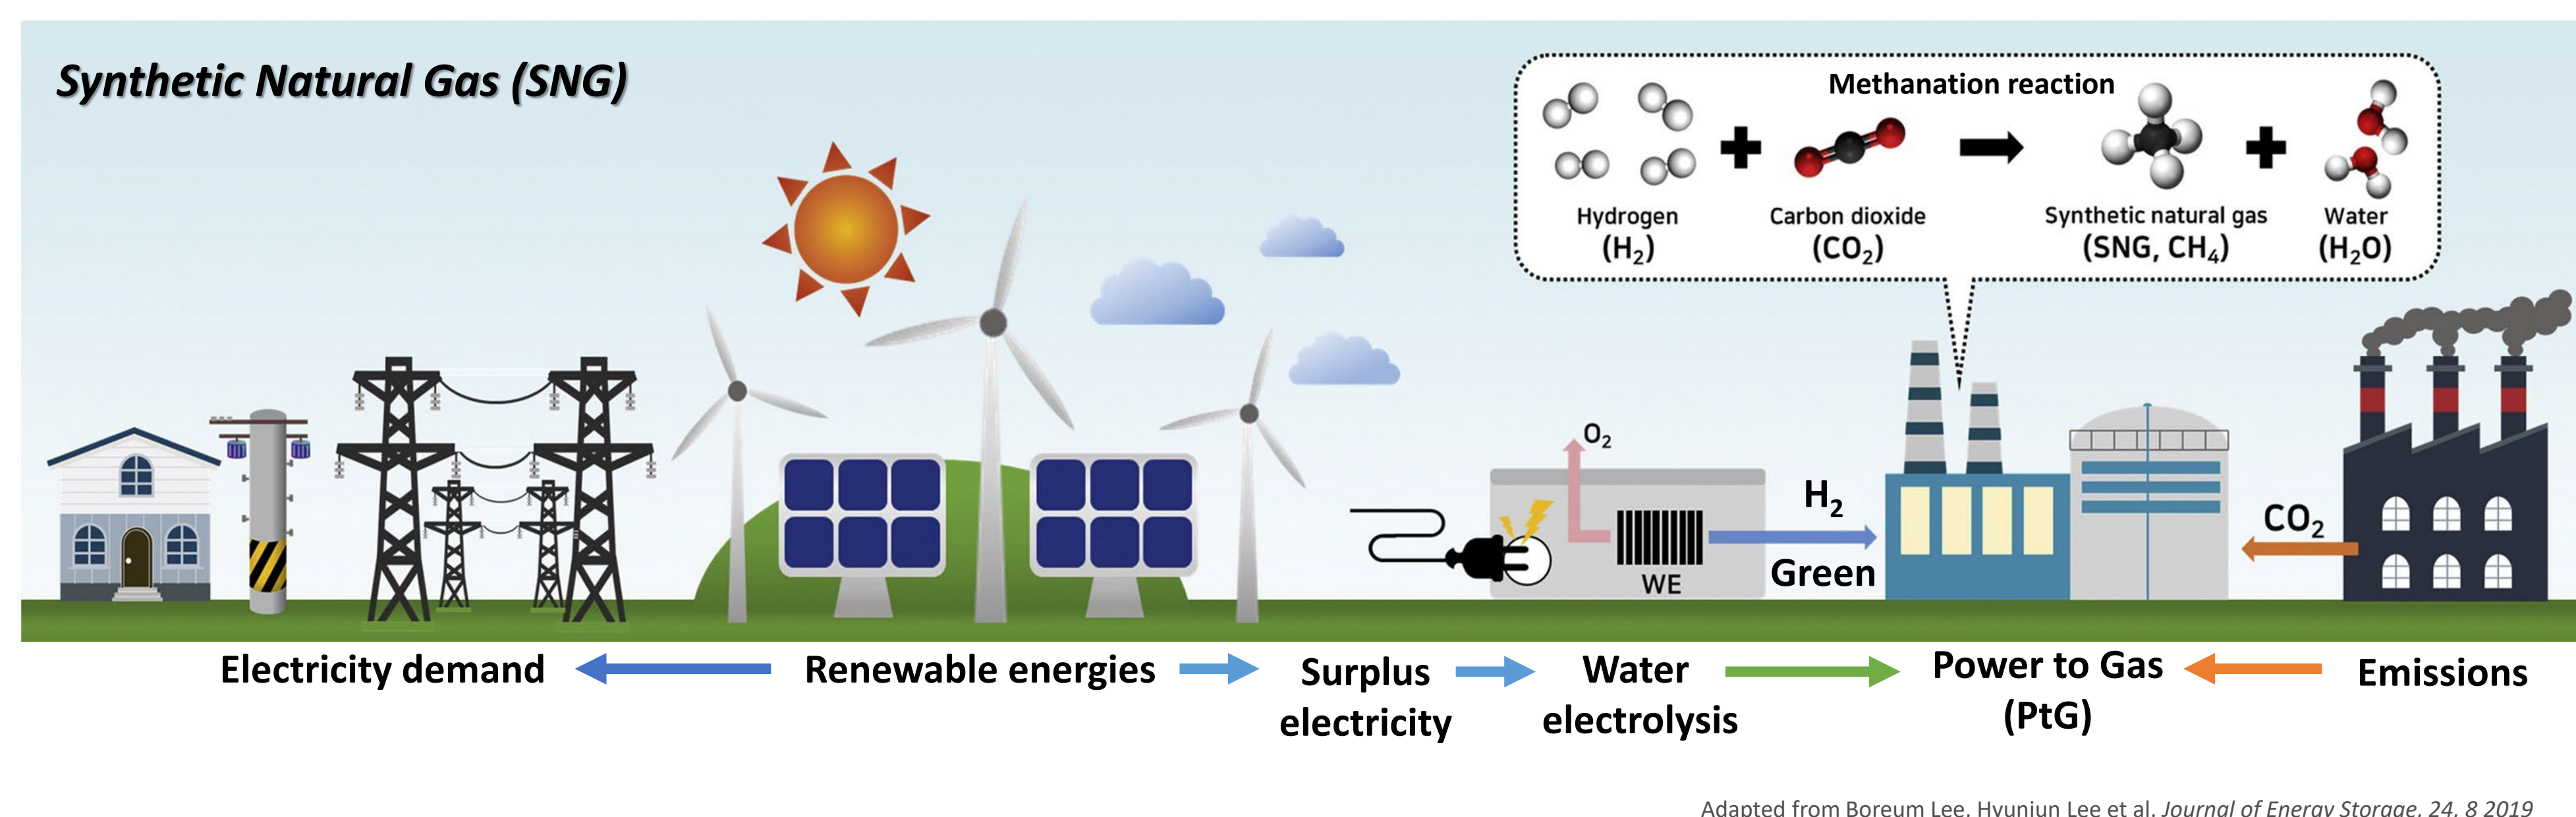 Synthetic Natural Gas (SNG)
Methanation reaction
Hydrogen
(H₂)
Carbon dioxide
(CO₂)
Synthetic natural gas
(SNG, CH₄)
Water
(H₂O)
O₂
WE
H₂
Green
CO₂
Electricity demand
Renewable energies
Surplus
electricity
Water
electrolysis
Power to Gas
(PtG)
Emissions
Adapted from Boreum Lee, Hyunjun Lee et al. Journal of Energy Storage, 24, 8 2019